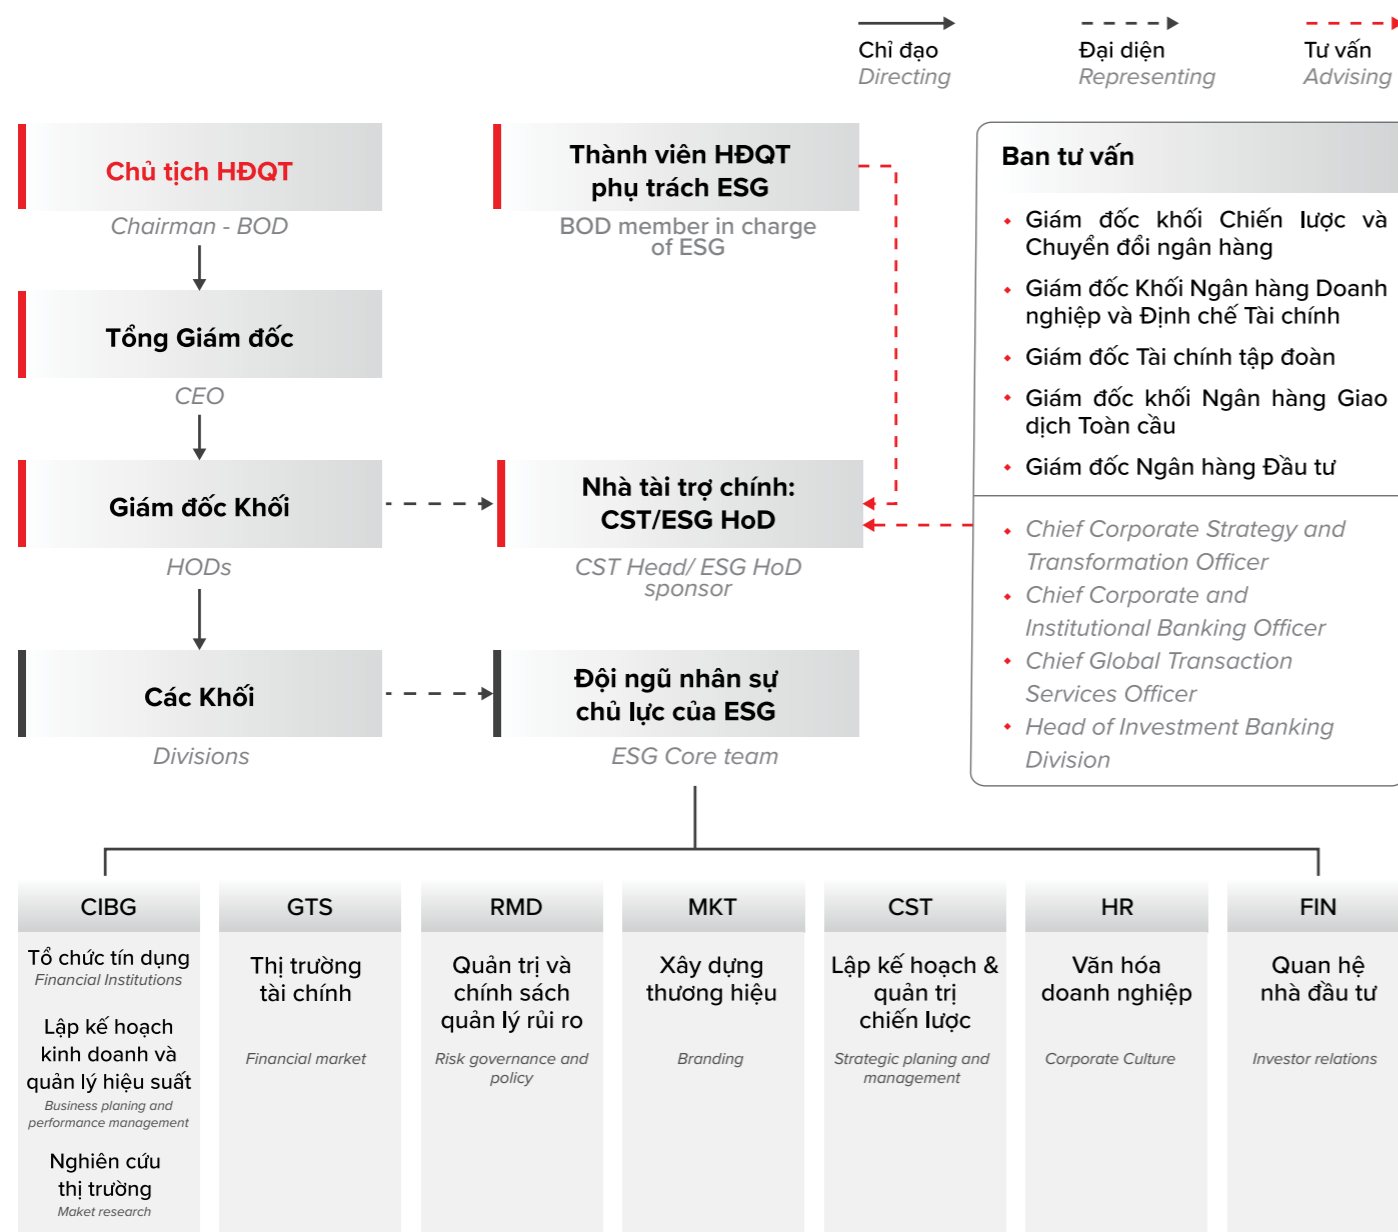 Chỉ đạo
Directing
Đại diện
Representing
Tư vấn
Advising
Chủ tịch HĐQT
Chairman - BOD
Thành viên HĐQT
phụ trách ESG
BOD member in charge
of ESG
Tổng Giám đốc
CEO
Giám đốc Khối
HODs
Nhà tài trợ chính:
CST/ESG HoD
CST Head/ ESG HoD
sponsor
Các Khối
Divisions
Đội ngũ nhân sự
chủ lực của ESG
ESG Core team
Ban tư vấn
Giám đốc khối Chiến lược và
Chuyển đổi ngân hàng
Giám đốc Khối Ngân hàng Doanh
nghiệp và Định chế Tài chính
Giám đốc Tài chính tập đoàn
Giám đốc khối Ngân hàng Giao
dịch Toàn cầu
Giám đốc Ngân hàng Đầu tư
Chief Corporate Strategy and
Transformation Officer
Chief Corporate and
Institutional Banking Officer
Chief Global Transaction
Services Officer
Head of Investment Banking
Division
CIBG
Tổ chức tín dụng
Financial Institutions
Lập kế hoạch
kinh doanh và
quản lý hiệu suất
Business planing and
performance management
Nghiên cứu
thị trường
Maket research
GTS
Thị trường
tài chính
Financial market
RMD
Quản trị và
chính sách
quản lý rủi ro
Risk governance and
policy
MKT
Xây dựng
thương hiệu
Branding
CST
Lập kế hoạch &
quản trị
chiến lược
Strategic planing and
management
HR
Văn hóa
doanh nghiệp
Corporate Culture
FIN
Quan hệ
nhà đầu tư
Investor relations